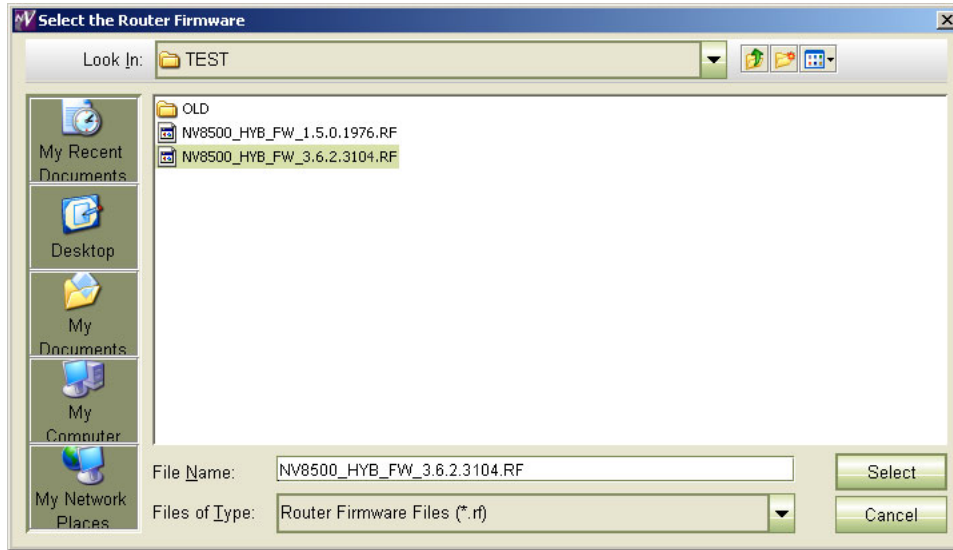 Select the Router Firmware
Look In: TEST
OLD
NV8500_HYB_FW_1.5.0.1976.RF
NV8500_HYB_FW_3.6.2.3104.RF
My Recent
Documents
Desktop
My
Documents
My
Computer
My Network
Places
File Name: NV8500_HYB_FW_3.6.2.3104.RF
Select
Files of Type: Router Firmware Files (*.rf)
Cancel